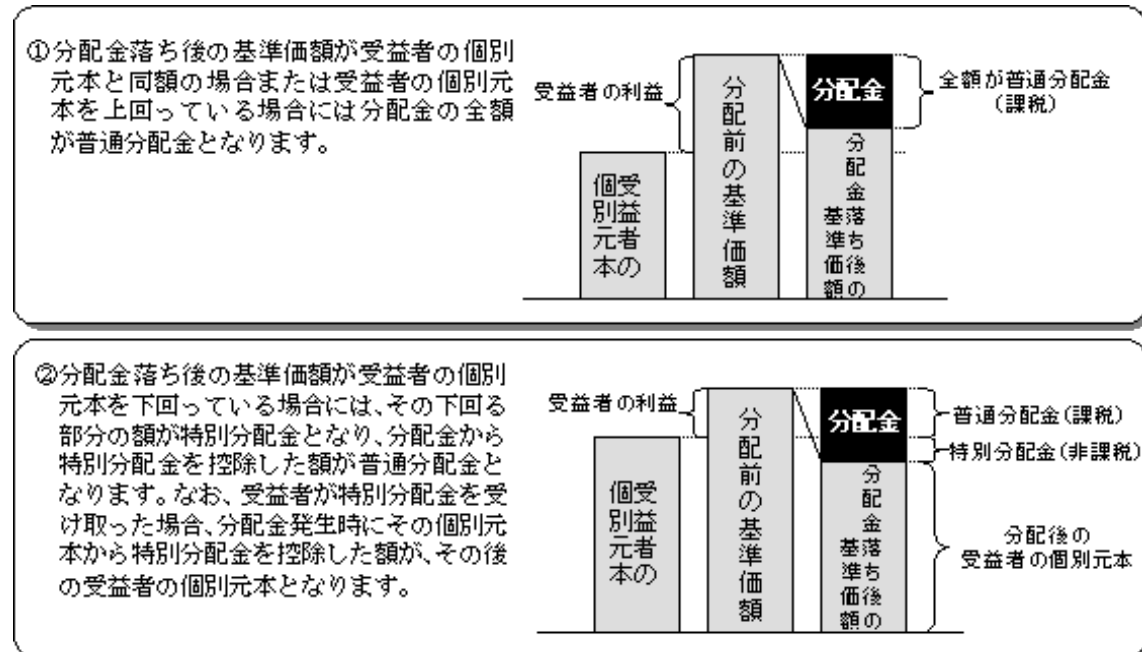 ①分配金落ち後の基準価額が受益者の個別
元本と同額の場合または受益者の個別元
本を上回っている場合には分配金の全額
が普通分配金となります。
受益者の利益
受益者の
個別元本
分配前の基準価額
分配金
分配金落ち後の
基準価額
全額が普通分配金
(課税)
②分配金落ち後の基準価額が受益者の個別
元本を下回っている場合には、その下回る
部分の額が特別分配金となり、分配金から
特別分配金を控除した額が普通分配金と
なります。なお、受益者が特別分配金を受
け取った場合、分配金発生時にその個別元
本から特別分配金を控除した額が、その後
の受益者の個別元本となります。
受益者の利益
受益者の
個別元本
分配前の基準価額
分配金
分配金落ち後の
基準価額
普通分配金(課税)
特別分配金(非課税)
分配後の
受益者の個別元本